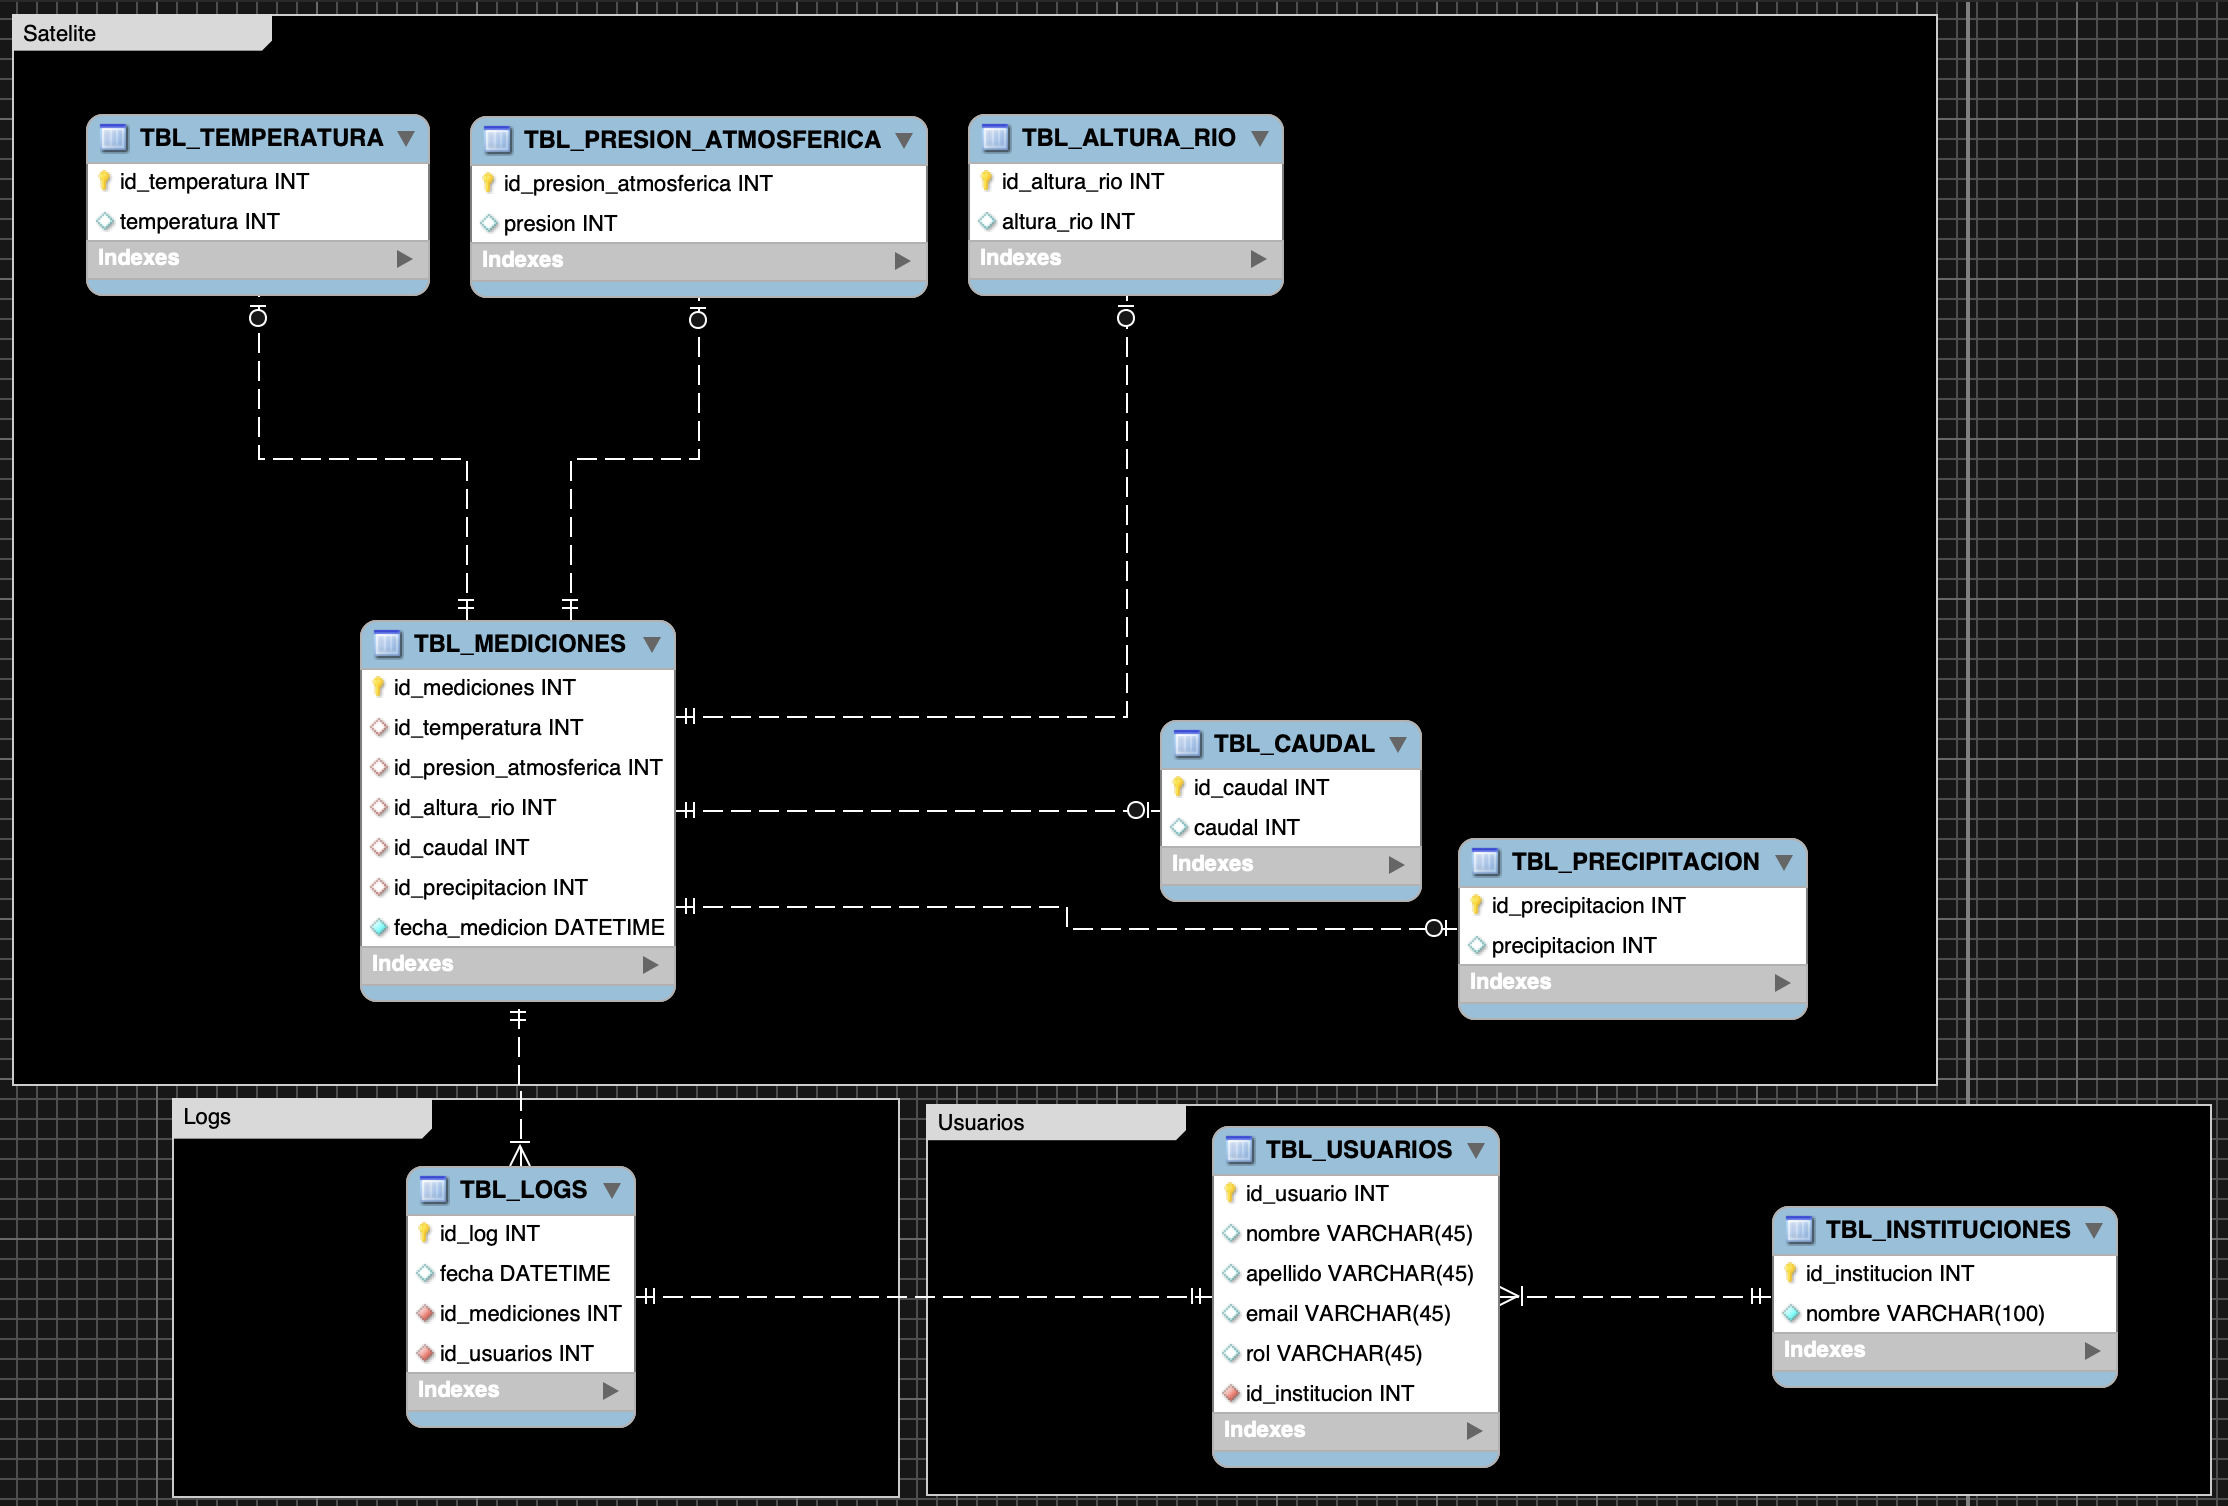 Satelite
TBL_TEMPERATURA
id_temperatura INT
temperatura INT
Indexes
TBL_PRESION_ATMOSFERICA
id_presion_atmosferica INT
presion INT
Indexes
TBL_ALTURA_RIO
id_altura_rio INT
altura_rio INT
Indexes
TBL_MEDICIONES
id_mediciones INT
id_temperatura INT
id_presion_atmosferica INT
id_altura_rio INT
id_caudal INT
id_precipitacion INT
fecha_medicion DATETIME
Indexes
TBL_CAUDAL
id_caudal INT
caudal INT
Indexes
TBL_PRECIPITACION
id_precipitacion INT
precipitacion INT
Indexes
Logs
TBL_LOGS
id_log INT
fecha DATETIME
id_mediciones INT
id_usuarios INT
Indexes
Usuarios
TBL_USUARIOS
id_usuario INT
nombre VARCHAR(45)
apellido VARCHAR(45)
email VARCHAR(45)
rol VARCHAR(45)
id_institucion INT
Indexes
TBL_INSTITUCIONES
id_institucion INT
nombre VARCHAR(100)
Indexes